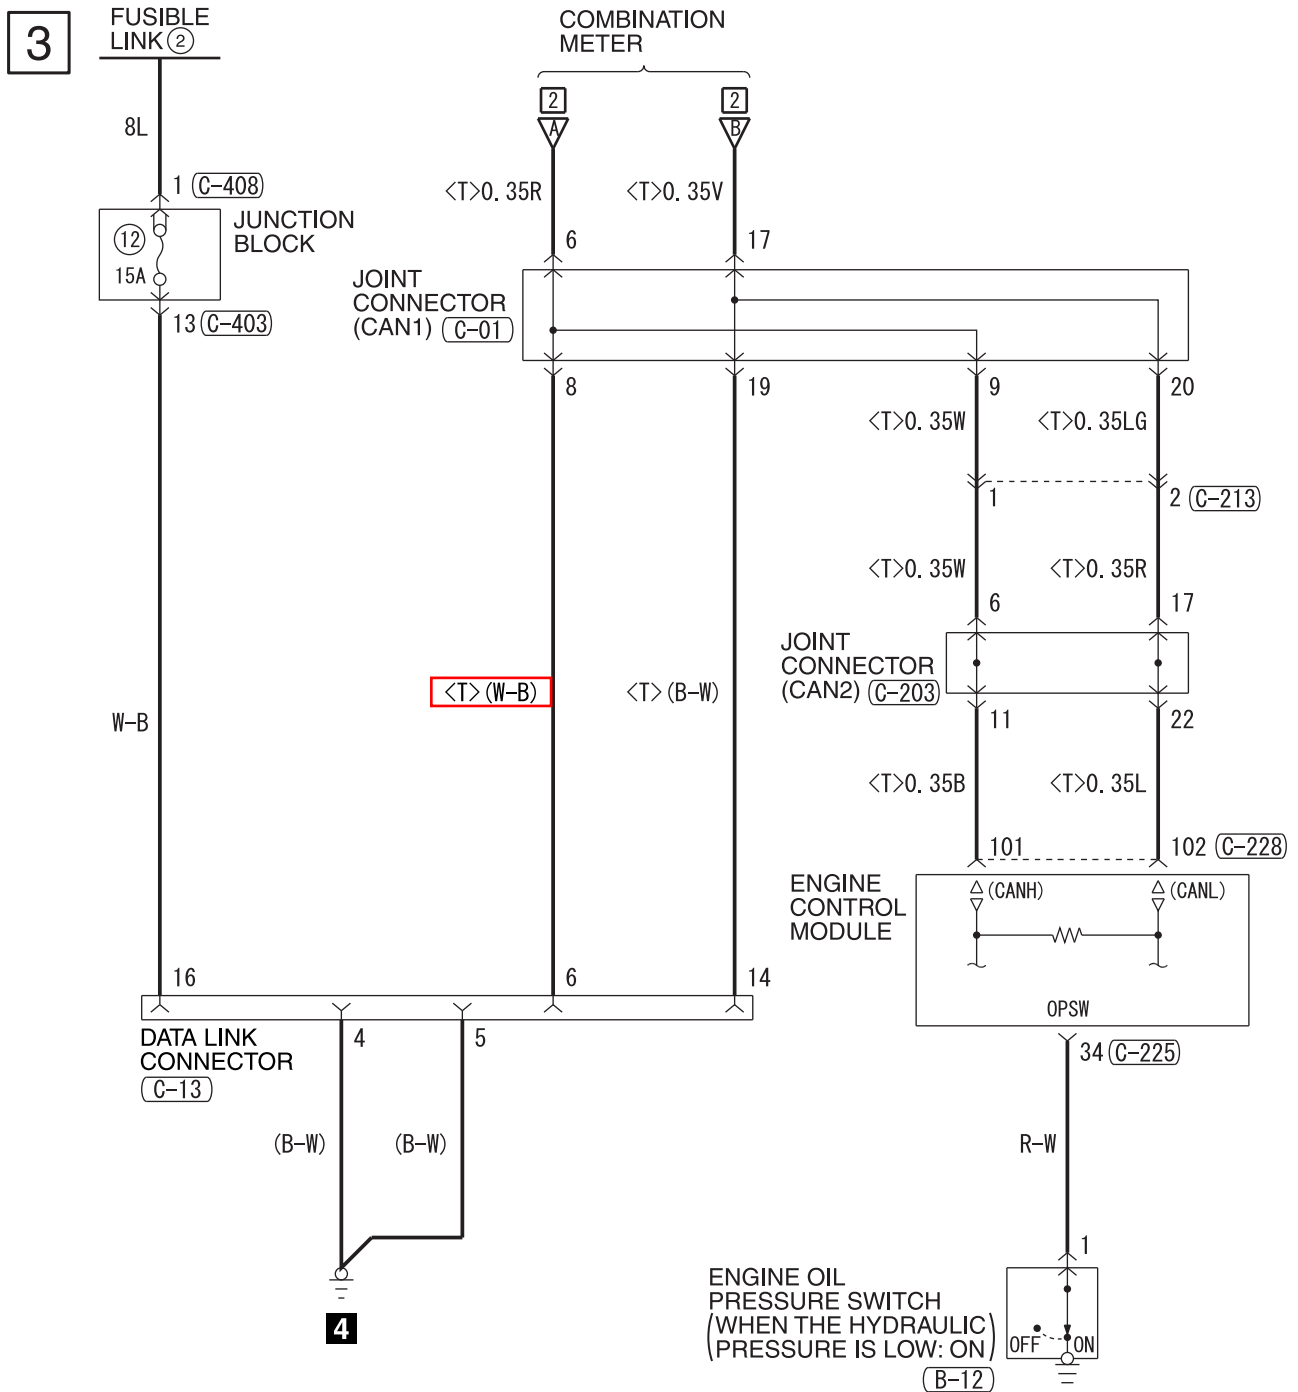 3
FUSIBLE
LINK 2
COMBINATION
METER
2
2
A
B
8L
<T>0.35R
<T>0.35V
1 C-408
JUNCTION
BLOCK
12
15A
6
17
JOINT
CONNECTOR
(CAN1) C-01
13 C-403
8
19
9
20
<T>0.35W
<T>0.35LG
1
2 C-213
<T>0.35W
<T>0.35R
6
17
JOINT
CONNECTOR
(CAN2) C-203
<T>(W-B)
<T>(B-W)
W-B
11
22
<T>0.35B
<T>0.35L
101
102 C-228
ENGINE
CONTROL
MODULE
(CANH)
(CANL)
16
6
14
OPSW
DATA LINK
CONNECTOR
C-13
4
5
34 C-225
(B-W)
(B-W)
R-W
1
4
ENGINE OIL
PRESSURE SWITCH
(WHEN THE HYDRAULIC
PRESSURE IS LOW: ON)
B-12
OFF
ON